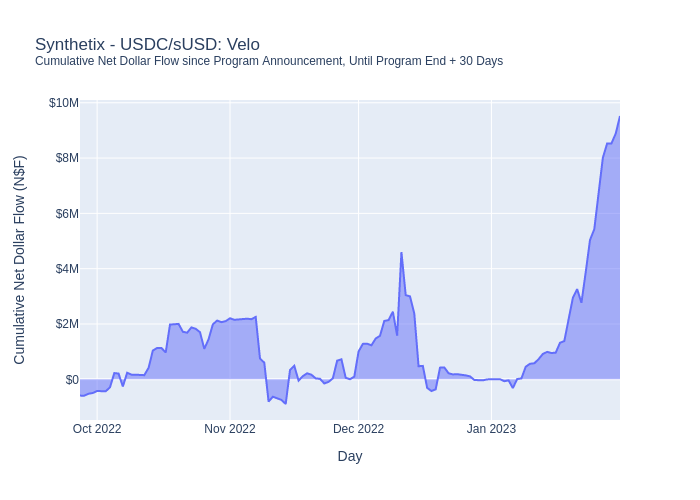 Synthetix - USDC/sUSD: Velo
Cumulative Net Dollar Flow since Program Announcement, Until Program End + 30 Days
Cumulative Net Dollar Flow (N$F)
$10M
$8M
$6M
$4M
$2M
$0
Oct 2022
Nov 2022
Dec 2022
Jan 2023
Day